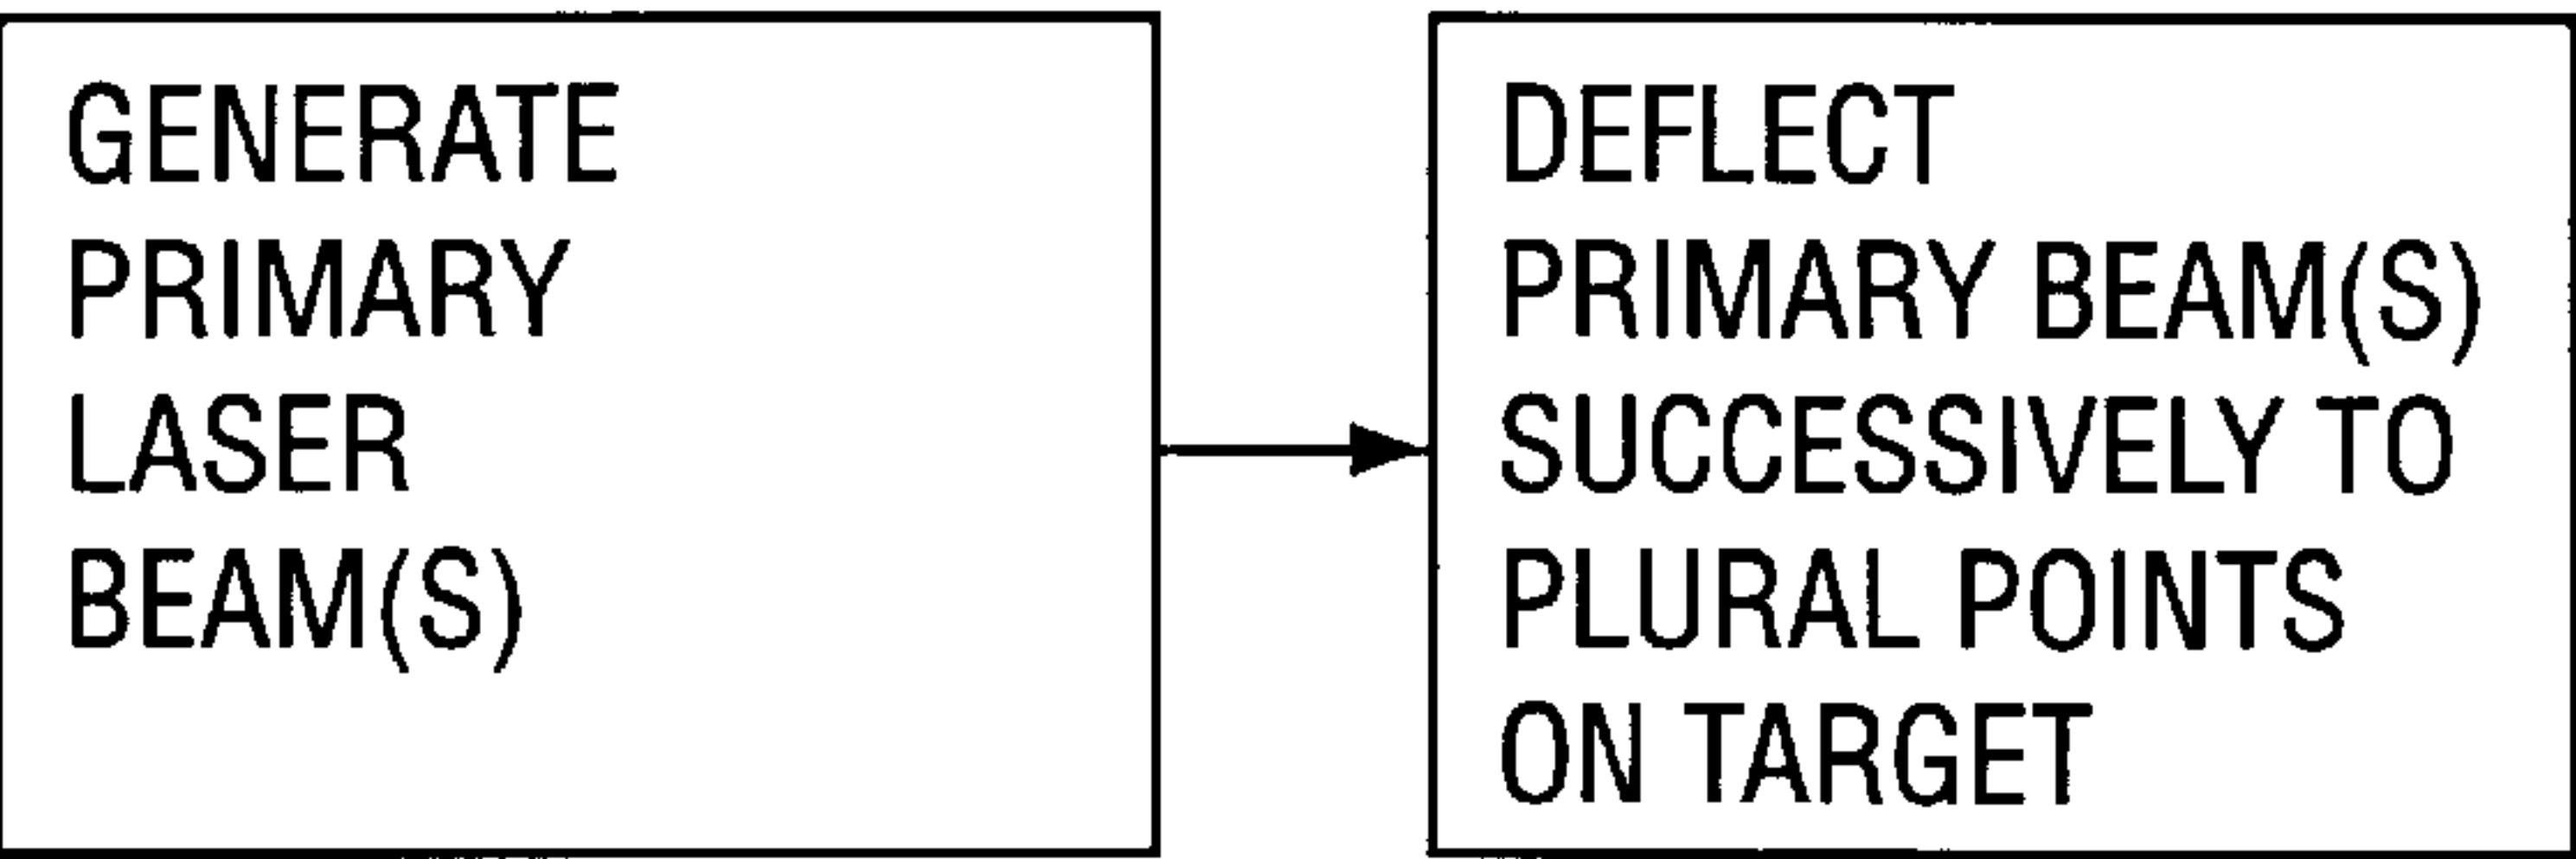 GENERATE
PRIMARY
LASER
BEAM(S)
DEFLECT
PRIMARY BEAM(S)
SUCCESSIVELY TO
PLURAL POINTS
ON TARGET